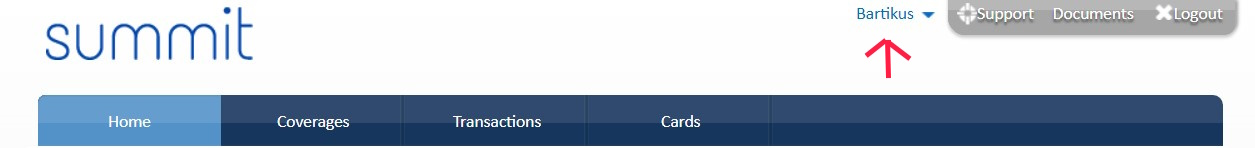 summit
Bartikus
Support Documents Logout
Home Coverages Transactions Cards